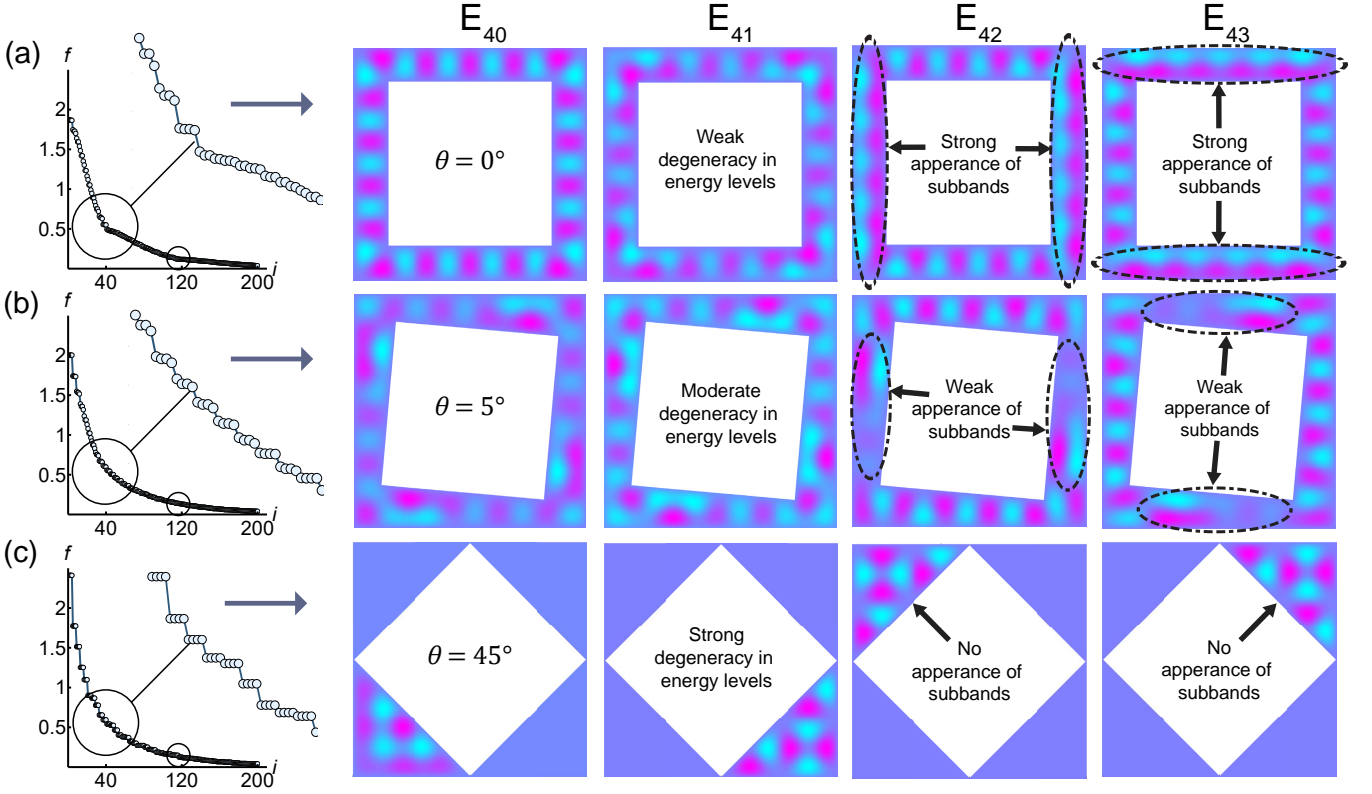 E40
E41
E42
E43
(a)
f
2
1.5
1
0.5
40
120
200
i
θ = 0°
Weak
degeneracy in
energy levels
Strong
apperance of
subbands
Strong
apperance of
subbands
(b)
f
2
1.5
1
0.5
40
120
200
i
θ = 5°
Moderate
degeneracy in
energy levels
Weak
apperance of
subbands
Weak
apperance of
subbands
(c)
f
2
1.5
1
0.5
40
120
200
i
θ = 45°
Strong
degeneracy in
energy levels
No
apperance of
subbands
No
apperance of
subbands